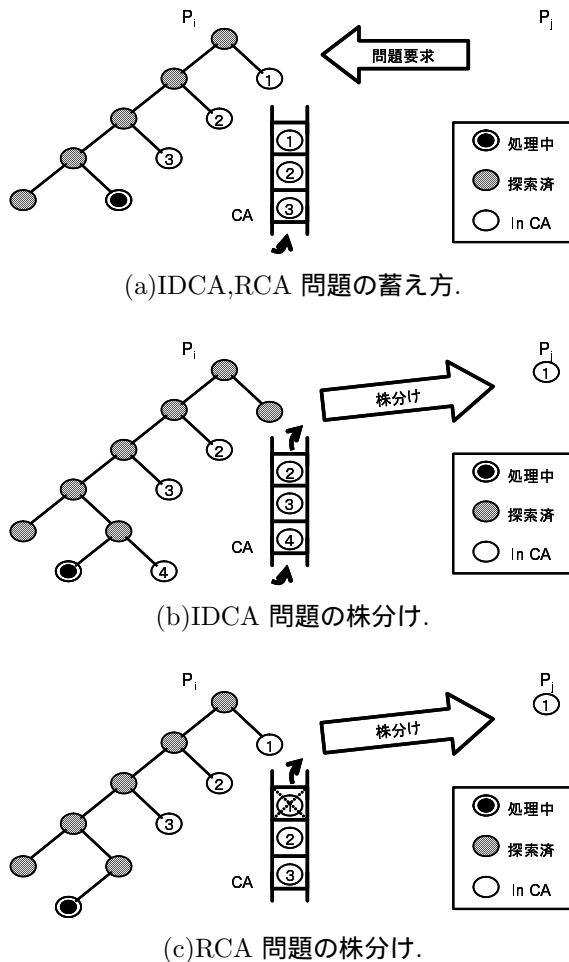 Pi
Pj
問題要求
1
2
3
1
2
3
CA
処理中
探索済
In CA
(a)IDCA,RCA 問題の蓄え方.
Pi
Pj
1
株分け
2
3
4
2
3
4
CA
処理中
探索済
In CA
(b)IDCA 問題の株分け.
Pi
Pj
1
株分け
1
2
3
1
2
3
CA
処理中
探索済
In CA
(c)RCA 問題の株分け.